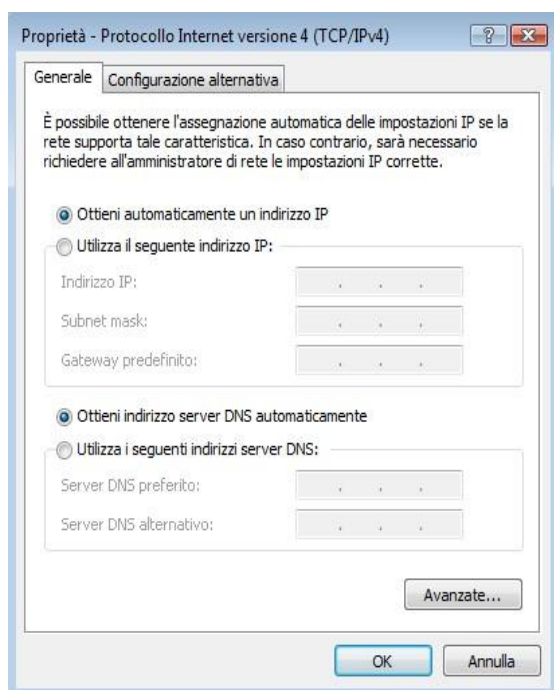 Proprietà - Protocollo Internet versione 4 (TCP/IPv4)
Generale
Configurazione alternativa
È possibile ottenere l'assegnazione automatica delle impostazioni IP se la
rete supporta tale caratteristica. In caso contrario, sarà necessario
richiedere all'amministratore di rete le impostazioni IP corrette.
Ottieni automaticamente un indirizzo IP
Utilizza il seguente indirizzo IP:
Indirizzo IP:
Subnet mask:
Gateway predefinito:
Ottieni indirizzo server DNS automaticamente
Utilizza i seguenti indirizzi server DNS:
Server DNS preferito:
Server DNS alternativo:
Avanzate...
OK
Annulla